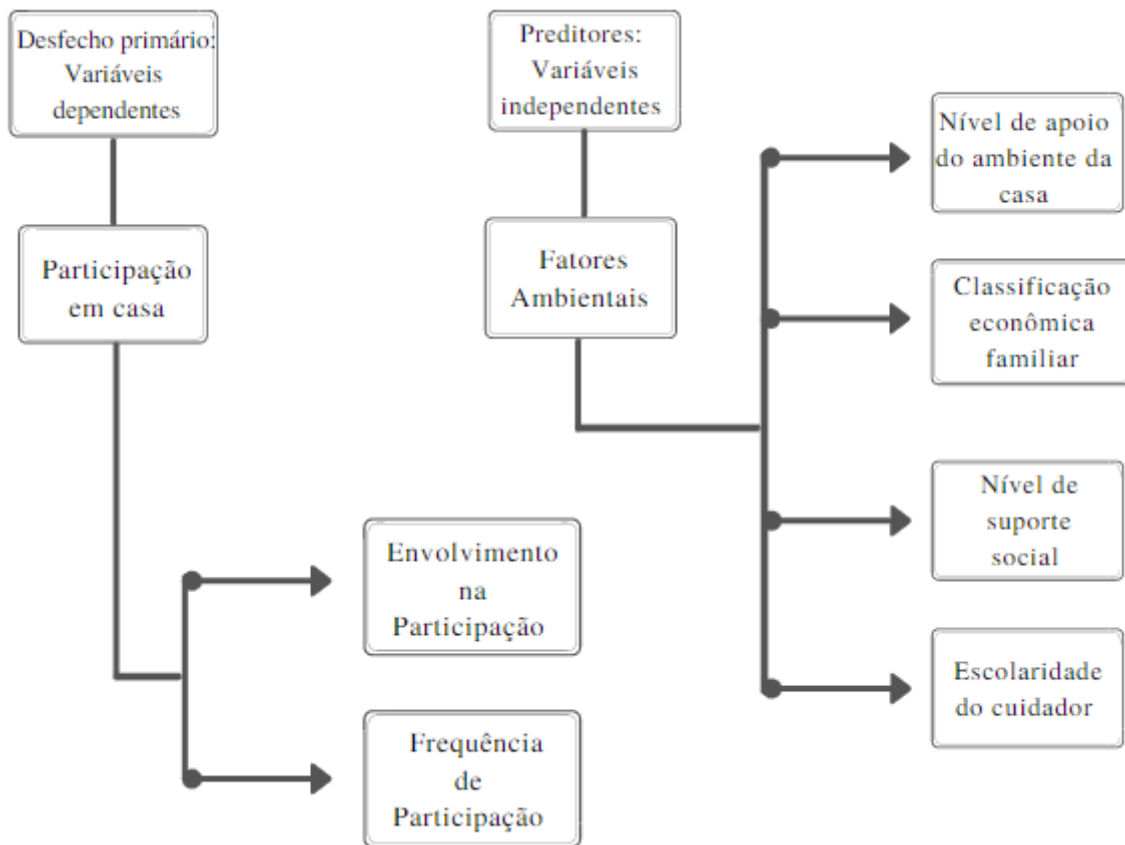 Desfecho primário:
Variáveis
dependentes
Participação
em casa
Envolvimento
na
Participação
Frequência
de
Participação
Preditores:
Variáveis
independentes
Fatores
Ambientais
Nível de apoio
do ambiente da
casa
Classificação
econômica
familiar
Nível de
suporte
social
Escolaridade
do cuidador